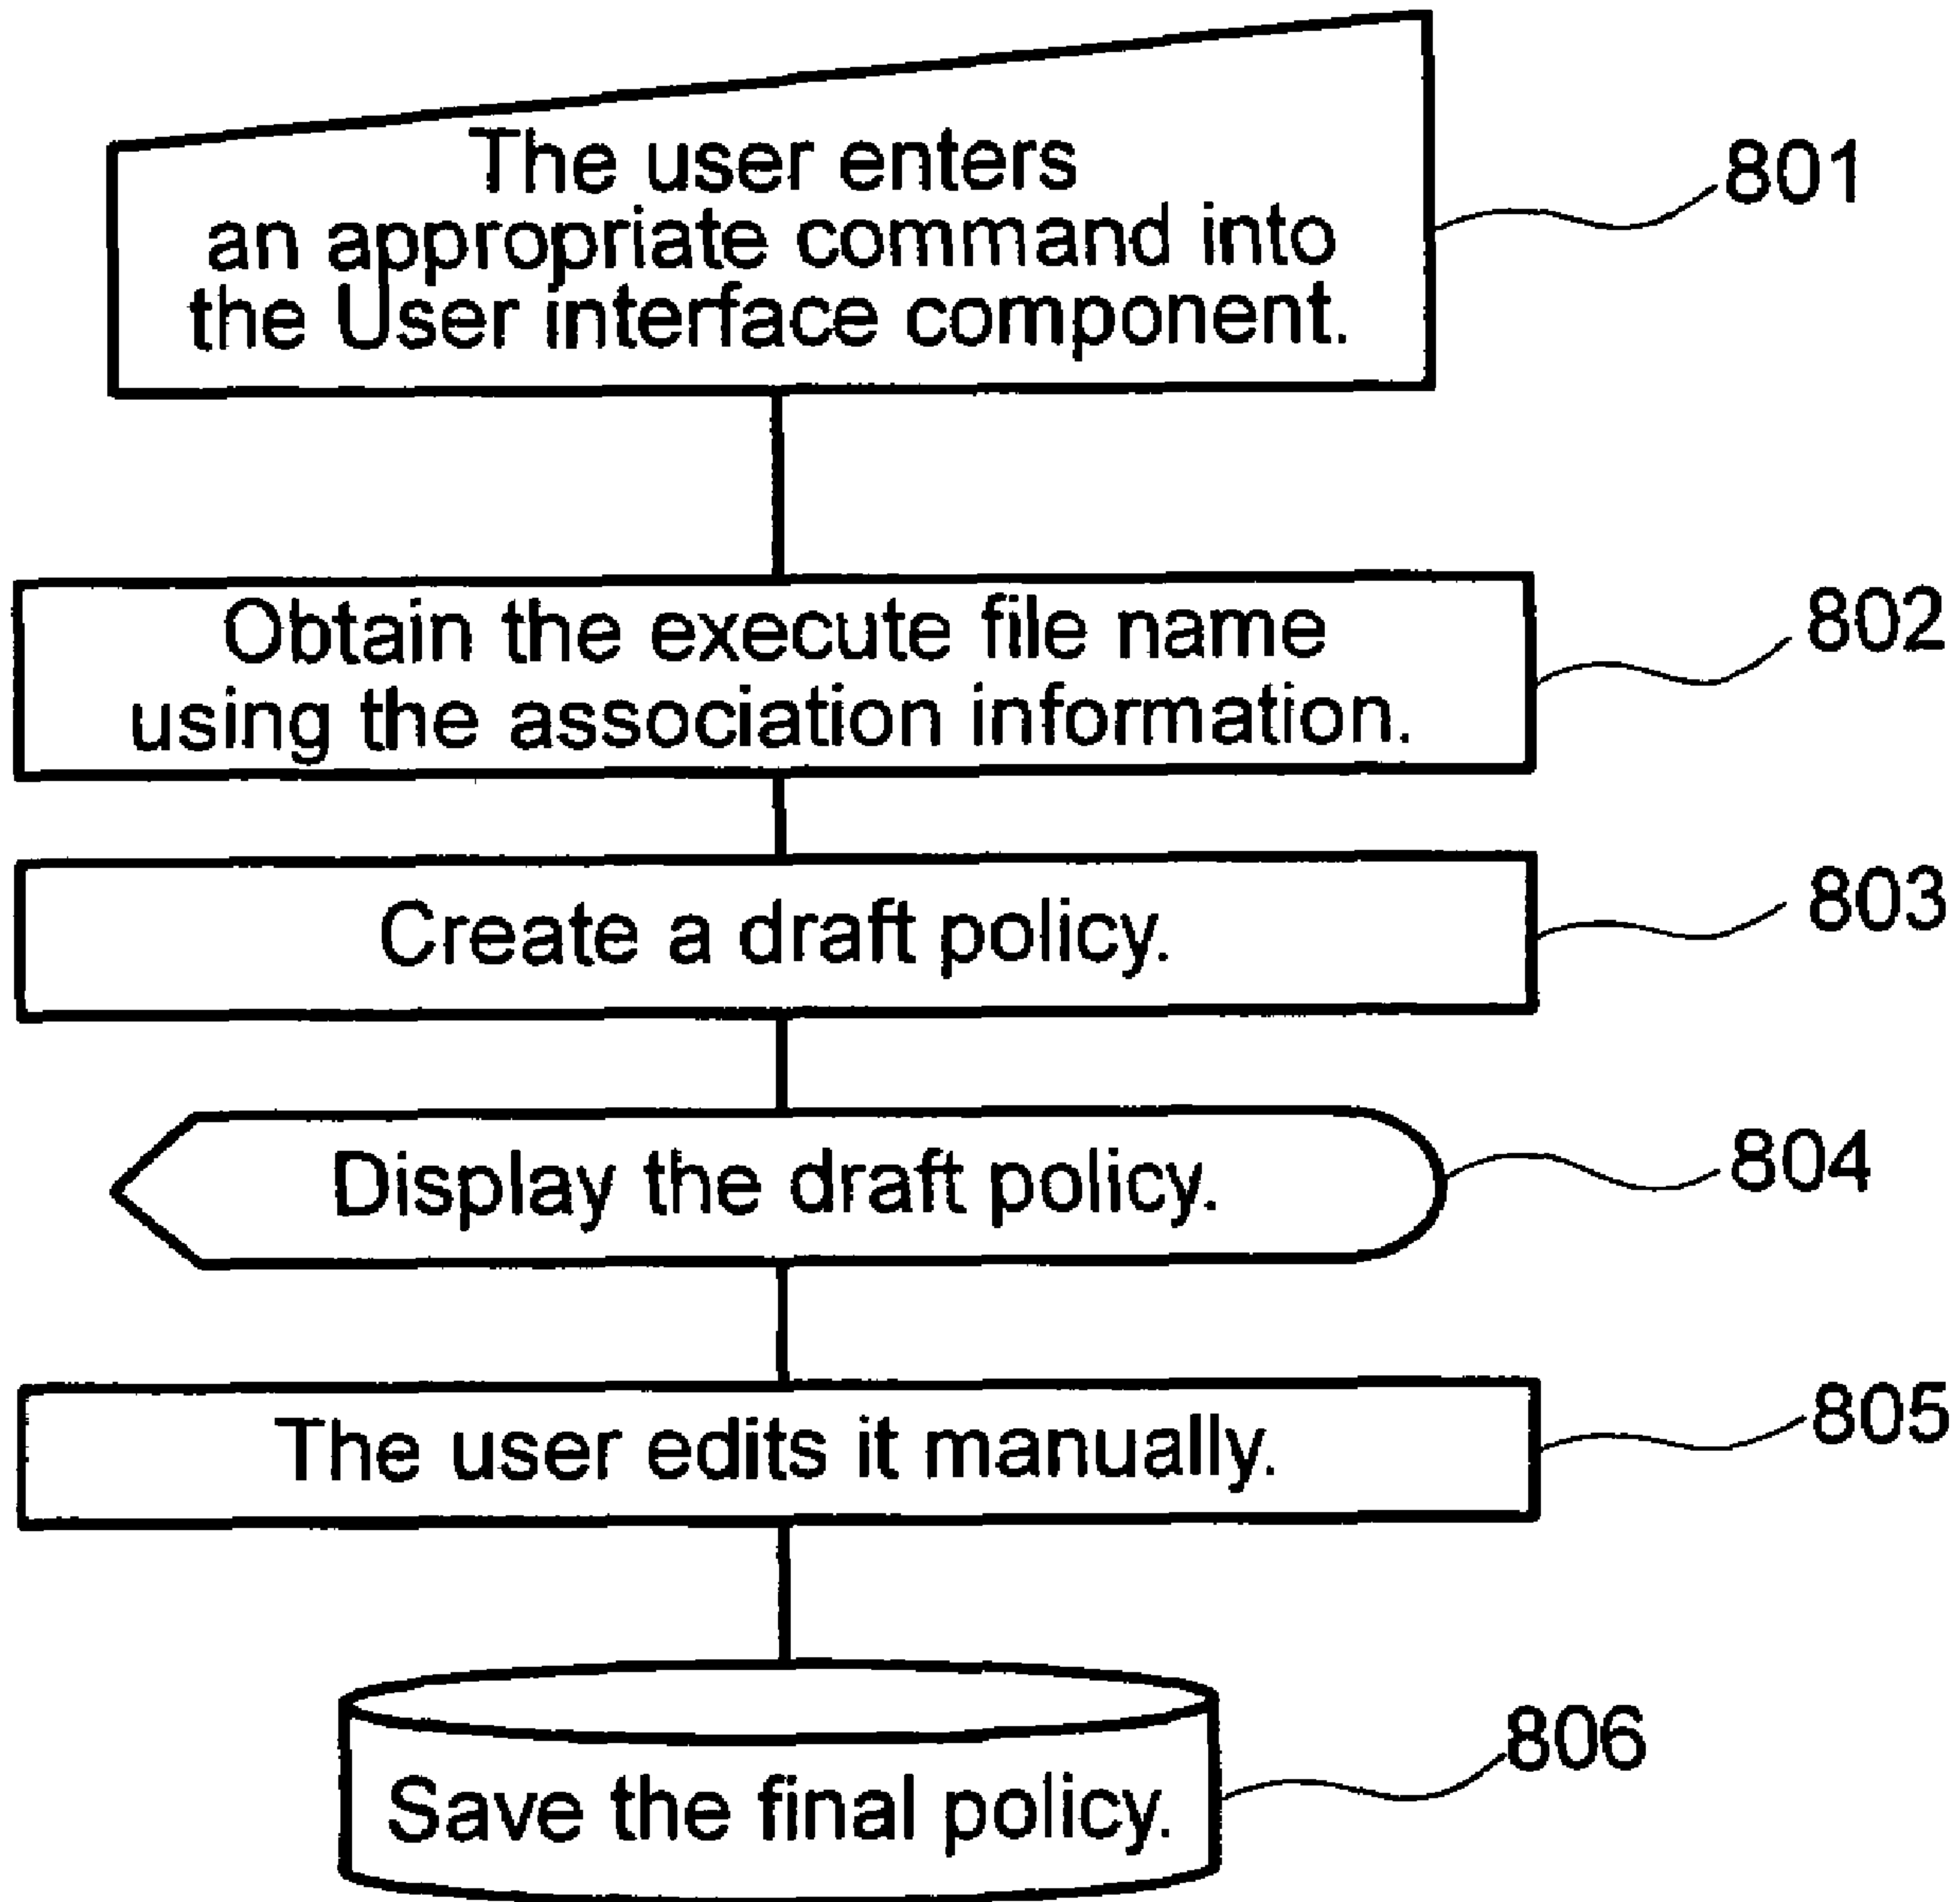 The user enters
an appropriate command into
the User interface component.
801
Obtain the execute file name
using the association information.
802
Create a draft policy.
803
Display the draft policy.
804
The user edits it manually.
805
Save the final policy.
806